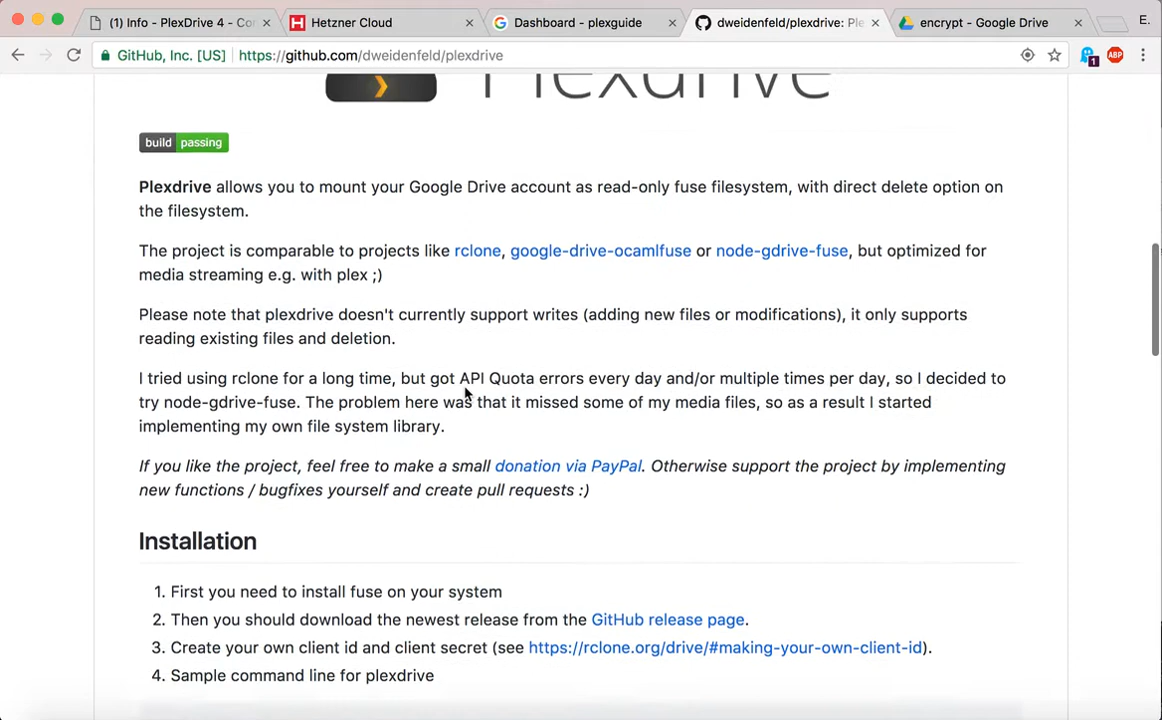 (1) Info - PlexDrive 4 - Co
Hetzner Cloud
Dashboard - plexguide
dweidenfeld/plexdrive: Ple
encrypt - Google Drive
E.
GitHub, Inc. [US]
https://github.com/dweidenfeld/plexdrive
1
ABP
Plexdrive
build passing
Plexdrive allows you to mount your Google Drive account as read-only fuse filesystem, with direct delete option on
the filesystem.
The project is comparable to projects like rclone, google-drive-ocamlfuse or node-gdrive-fuse, but optimized for
media streaming e.g. with plex ;)
Please note that plexdrive doesn't currently support writes (adding new files or modifications), it only supports
reading existing files and deletion.
I tried using rclone for a long time, but got API Quota errors every day and/or multiple times per day, so I decided to
try node-gdrive-fuse. The problem here was that it missed some of my media files, so as a result I started
implementing my own file system library.
If you like the project, feel free to make a small donation via PayPal. Otherwise support the project by implementing
new functions / bugfixes yourself and create pull requests :)
Installation
1. First you need to install fuse on your system
2. Then you should download the newest release from the GitHub release page.
3. Create your own client id and client secret (see https://rclone.org/drive/#making-your-own-client-id).
4. Sample command line for plexdrive